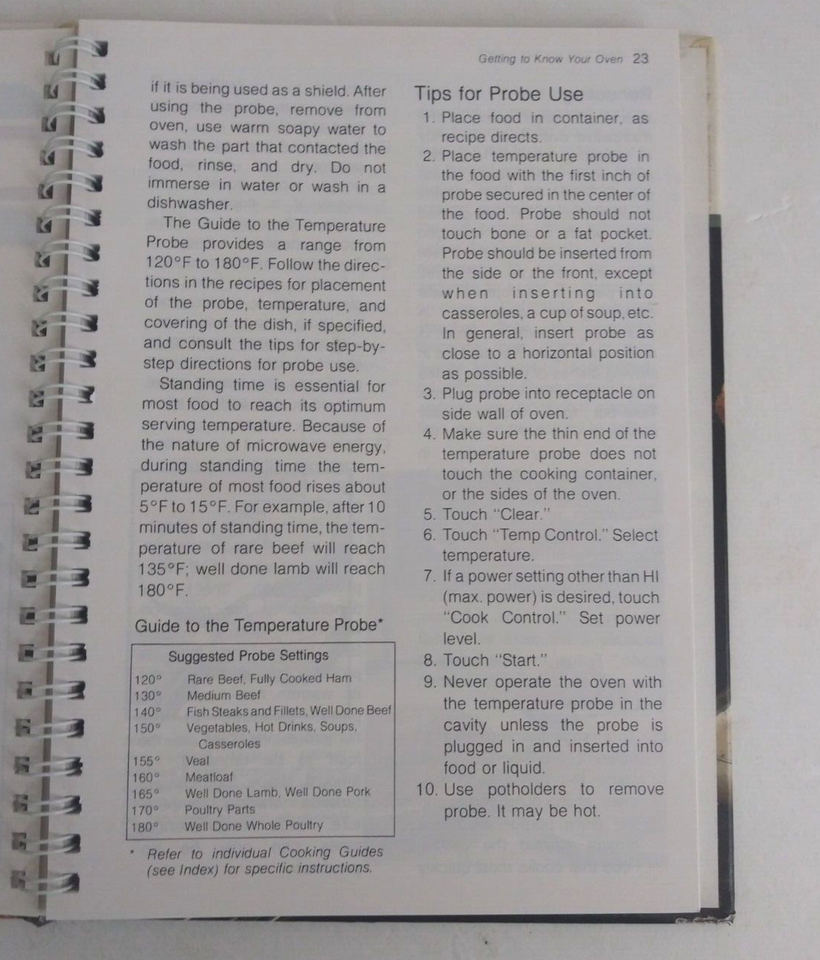 Getting to Know Your Oven 23
if it is being used as a shield. After
using the probe, remove from
oven, use warm soapy water to
wash the part that contacted the
food, rinse, and dry. Do not
immerse in water or wash in a
dishwasher.
The Guide to the Temperature
Probe provides a range from
120°F to 180°F. Follow the direc-
tions in the recipes for placement
of the probe, temperature, and
covering of the dish, if specified,
and consult the tips for step-by-
step directions for probe use.
Standing time is essential for
most food to reach its optimum
serving temperature. Because of
the nature of microwave energy,
during standing time the tem-
perature of most food rises about
5°F to 15°F. For example, after 10
minutes of standing time, the tem-
perature of rare beef will reach
135°F; well done lamb will reach
180°F.
Guide to the Temperature Probe*
Suggested Probe Settings
120° Rare Beef, Fully Cooked Ham
130° Medium Beef
140° Fish Steaks and Fillets, Well Done Beef
150° Vegetables, Hot Drinks, Soups,
Casseroles
155° Veal
160° Meatloaf
165° Well Done Lamb, Well Done Pork
170° Poultry Parts
180° Well Done Whole Poultry
* Refer to individual Cooking Guides
(see Index) for specific instructions.
Tips for Probe Use
1. Place food in container, as
recipe directs.
2. Place temperature probe in
the food with the first inch of
probe secured in the center of
the food. Probe should not
touch bone or a fat pocket.
Probe should be inserted from
the side or the front, except
when inserting into
casseroles, a cup of soup, etc.
In general, insert probe as
close to a horizontal position
as possible.
3. Plug probe into receptacle on
side wall of oven.
4. Make sure the thin end of the
temperature probe does not
touch the cooking container,
or the sides of the oven.
5. Touch "Clear."
6. Touch "Temp Control." Select
temperature.
7. If a power setting other than HI
(max. power) is desired, touch
"Cook Control." Set power
level.
8. Touch "Start."
9. Never operate the oven with
the temperature probe in the
cavity unless the probe is
plugged in and inserted into
food or liquid.
10. Use potholders to remove
probe. It may be hot.